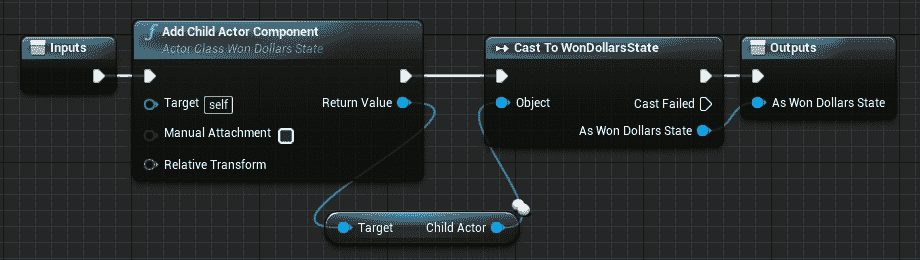 Inputs
Add Child Actor Component
Actor Class Won Dollars State
Target self
Return Value
Manual Attachment
Relative Transform
Target
Child Actor
Cast To WonDollarsState
Object
Cast Failed
As Won Dollars State
Outputs
As Won Dollars State